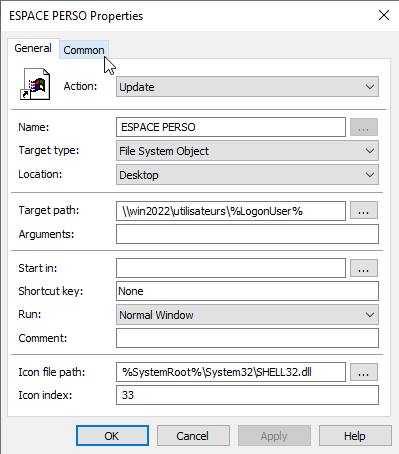 ESPACE PERSO Properties
General Common
Action: Update
Name: ESPACE PERSO ...
Target type: File System Object
Location: Desktop
Target path: \\win2022\utilisateurs\%LogonUser% ...
Arguments:
Start in: ...
Shortcut key: None
Run: Normal Window
Comment:
Icon file path: %SystemRoot%\System32\SHELL32.dll ...
Icon index: 33
OK Cancel Apply Help